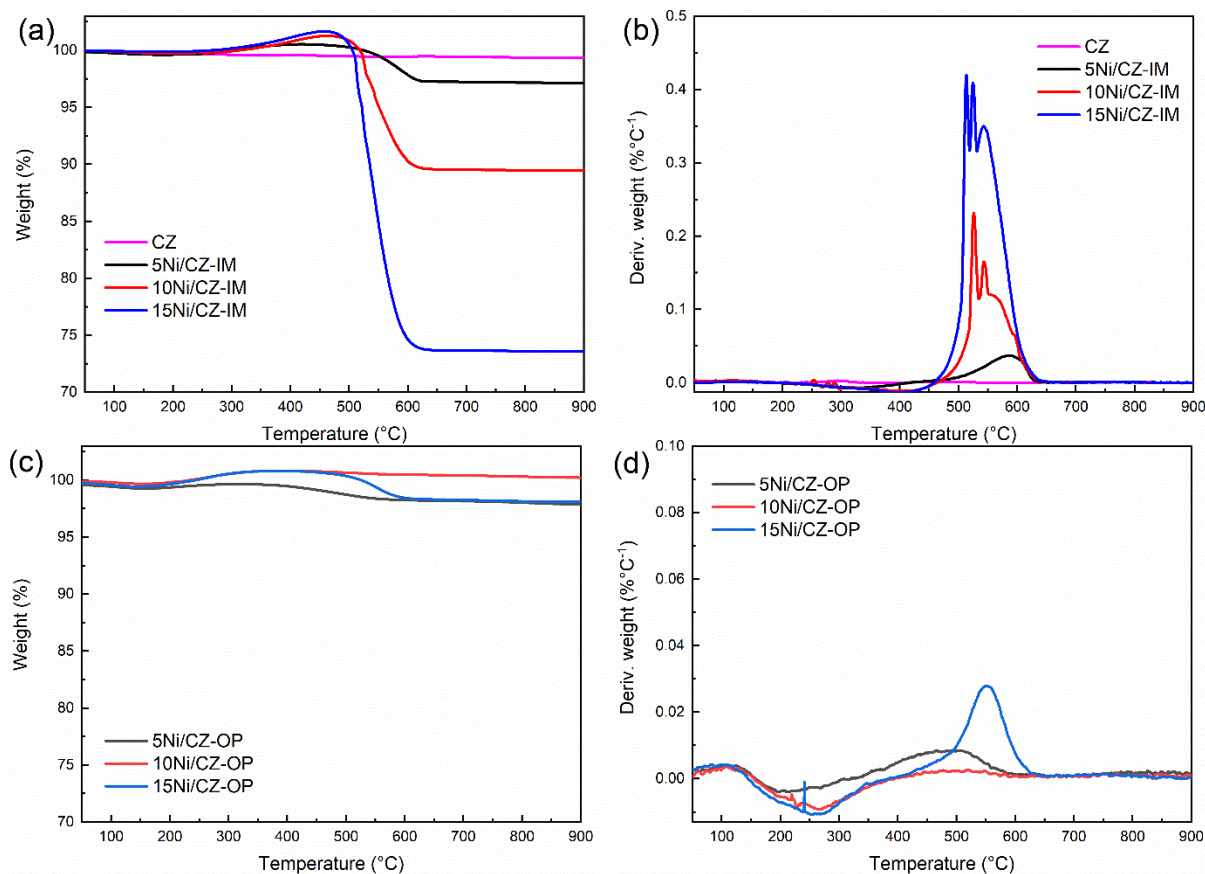 (a)
Weight (%)
100
95
90
85
80
75
70
CZ
5Ni/CZ-IM
10Ni/CZ-IM
15Ni/CZ-IM
100 200 300 400 500 600 700 800 900
Temperature (°C)
(b)
Deriv. weight (%°C⁻¹)
0.5
0.4
0.3
0.2
0.1
0.0
CZ
5Ni/CZ-IM
10Ni/CZ-IM
15Ni/CZ-IM
100 200 300 400 500 600 700 800 900
Temperature (°C)
(c)
Weight (%)
100
95
90
85
80
75
70
5Ni/CZ-OP
10Ni/CZ-OP
15Ni/CZ-OP
100 200 300 400 500 600 700 800 900
Temperature (°C)
(d)
Deriv. weight (%°C⁻¹)
0.10
0.08
0.06
0.04
0.02
0.00
5Ni/CZ-OP
10Ni/CZ-OP
15Ni/CZ-OP
100 200 300 400 500 600 700 800 900
Temperature (°C)